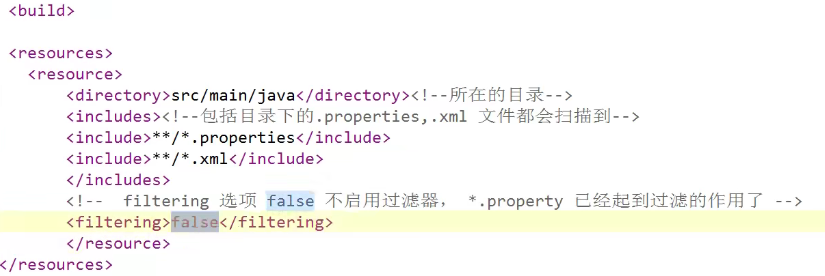 <build>
<resources>
<resource>
<directory>src/main/java</directory><!--所在的目录-->
<includes><!--包括目录下的.properties,.xml 文件都会扫描到-->
<include>**/*.properties</include>
<include>**/*.xml</include>
</includes>
<!-- filtering 选项 false 不启用过滤器， *.property 已经起到过滤的作用了 -->
<filtering>false</filtering>
</resource>
</resources>